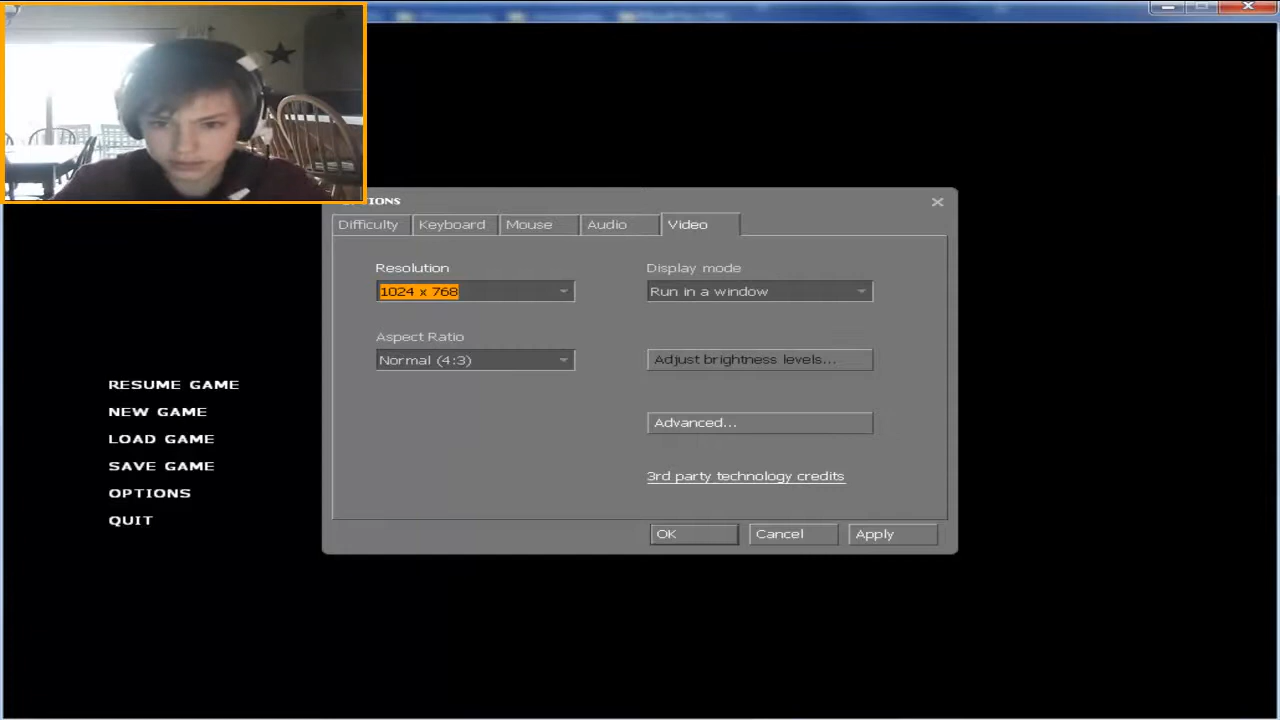 OPTIONS
Difficulty
Keyboard
Mouse
Audio
Video
Resolution
1024 x 768
Display mode
Run in a window
Aspect Ratio
Normal (4:3)
Adjust brightness levels...
Advanced...
3rd party technology credits
OK
Cancel
Apply
RESUME GAME
NEW GAME
LOAD GAME
SAVE GAME
OPTIONS
QUIT